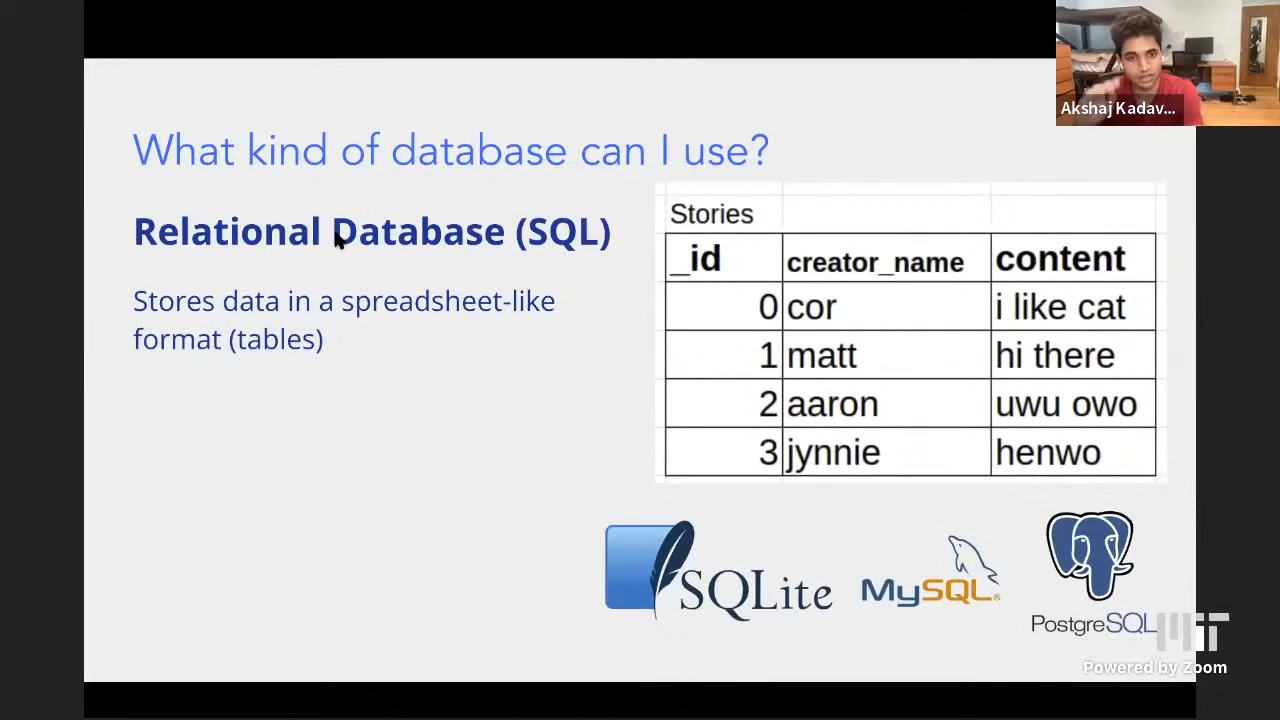 Akshaj Kadav...
What kind of database can I use?
Relational Database (SQL)
Stores data in a spreadsheet-like
format (tables)
Stories
_id creator_name content
0 cor i like cat
1 matt hi there
2 aaron uwu owo
3 jynnie henwo
SQLite
MySQL®
PostgreSQL
MIT
Powered by Zoom